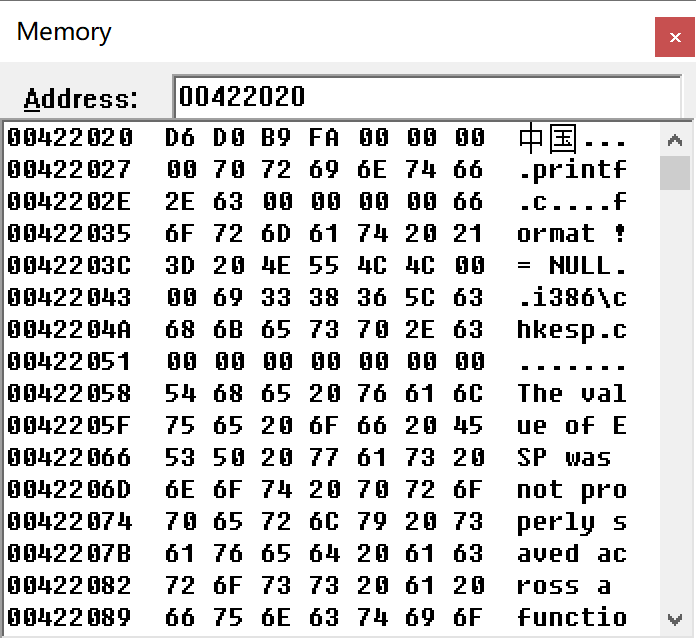 Memory
×
Address: 00422020
00422020 D6 D0 B9 FA 00 00 00 中国...
00422027 00 70 72 69 6E 74 66 .printf
0042202E 2E 63 00 00 00 00 66 .c....f
00422035 6F 72 6D 61 74 20 21 ormat !
0042203C 3D 20 4E 55 4C 4C 00 = NULL.
00422043 00 69 33 38 36 5C 63 .i386\c
0042204A 68 6B 65 73 70 2E 63 hkesp.c
00422051 00 00 00 00 00 00 00 .......
00422058 54 68 65 20 76 61 6C The val
0042205F 75 65 20 6F 66 20 45 ue of E
00422066 53 50 20 77 61 73 20 SP was
0042206D 6E 6F 74 20 70 72 6F not pro
00422074 70 65 72 6C 79 20 73 perly s
0042207B 61 76 65 64 20 61 63 aved ac
00422082 72 6F 73 73 20 61 20 ross a
00422089 66 75 6E 63 74 69 6F functio